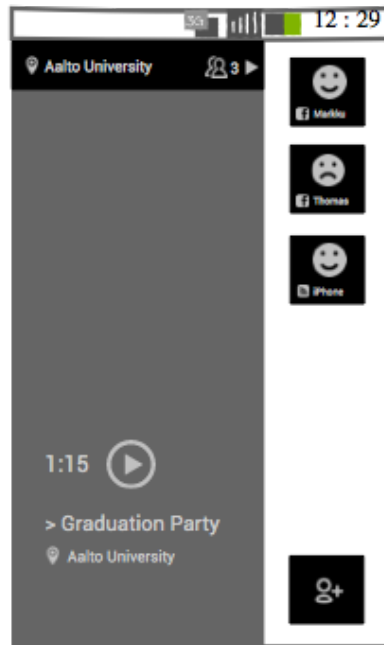 3G 12 : 29
Aalto University 3
Markku
Thomas
iPhone
1:15
> Graduation Party
Aalto University